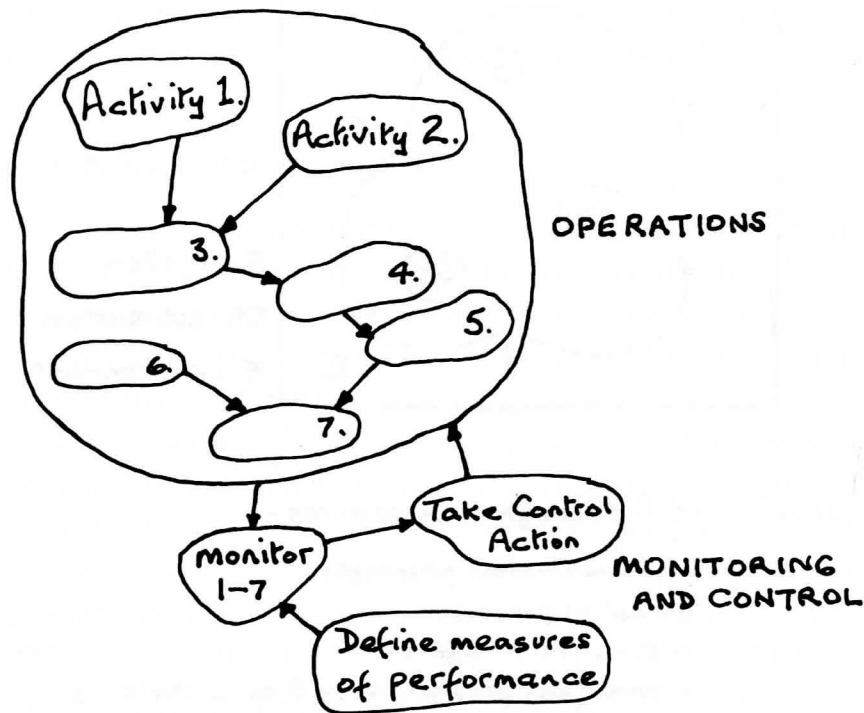 Activity 1.
Activity 2.
3.
4.
5.
6.
7.
OPERATIONS
Take Control
Action
monitor
1-7
MONITORING
AND CONTROL
Define measures
of performance